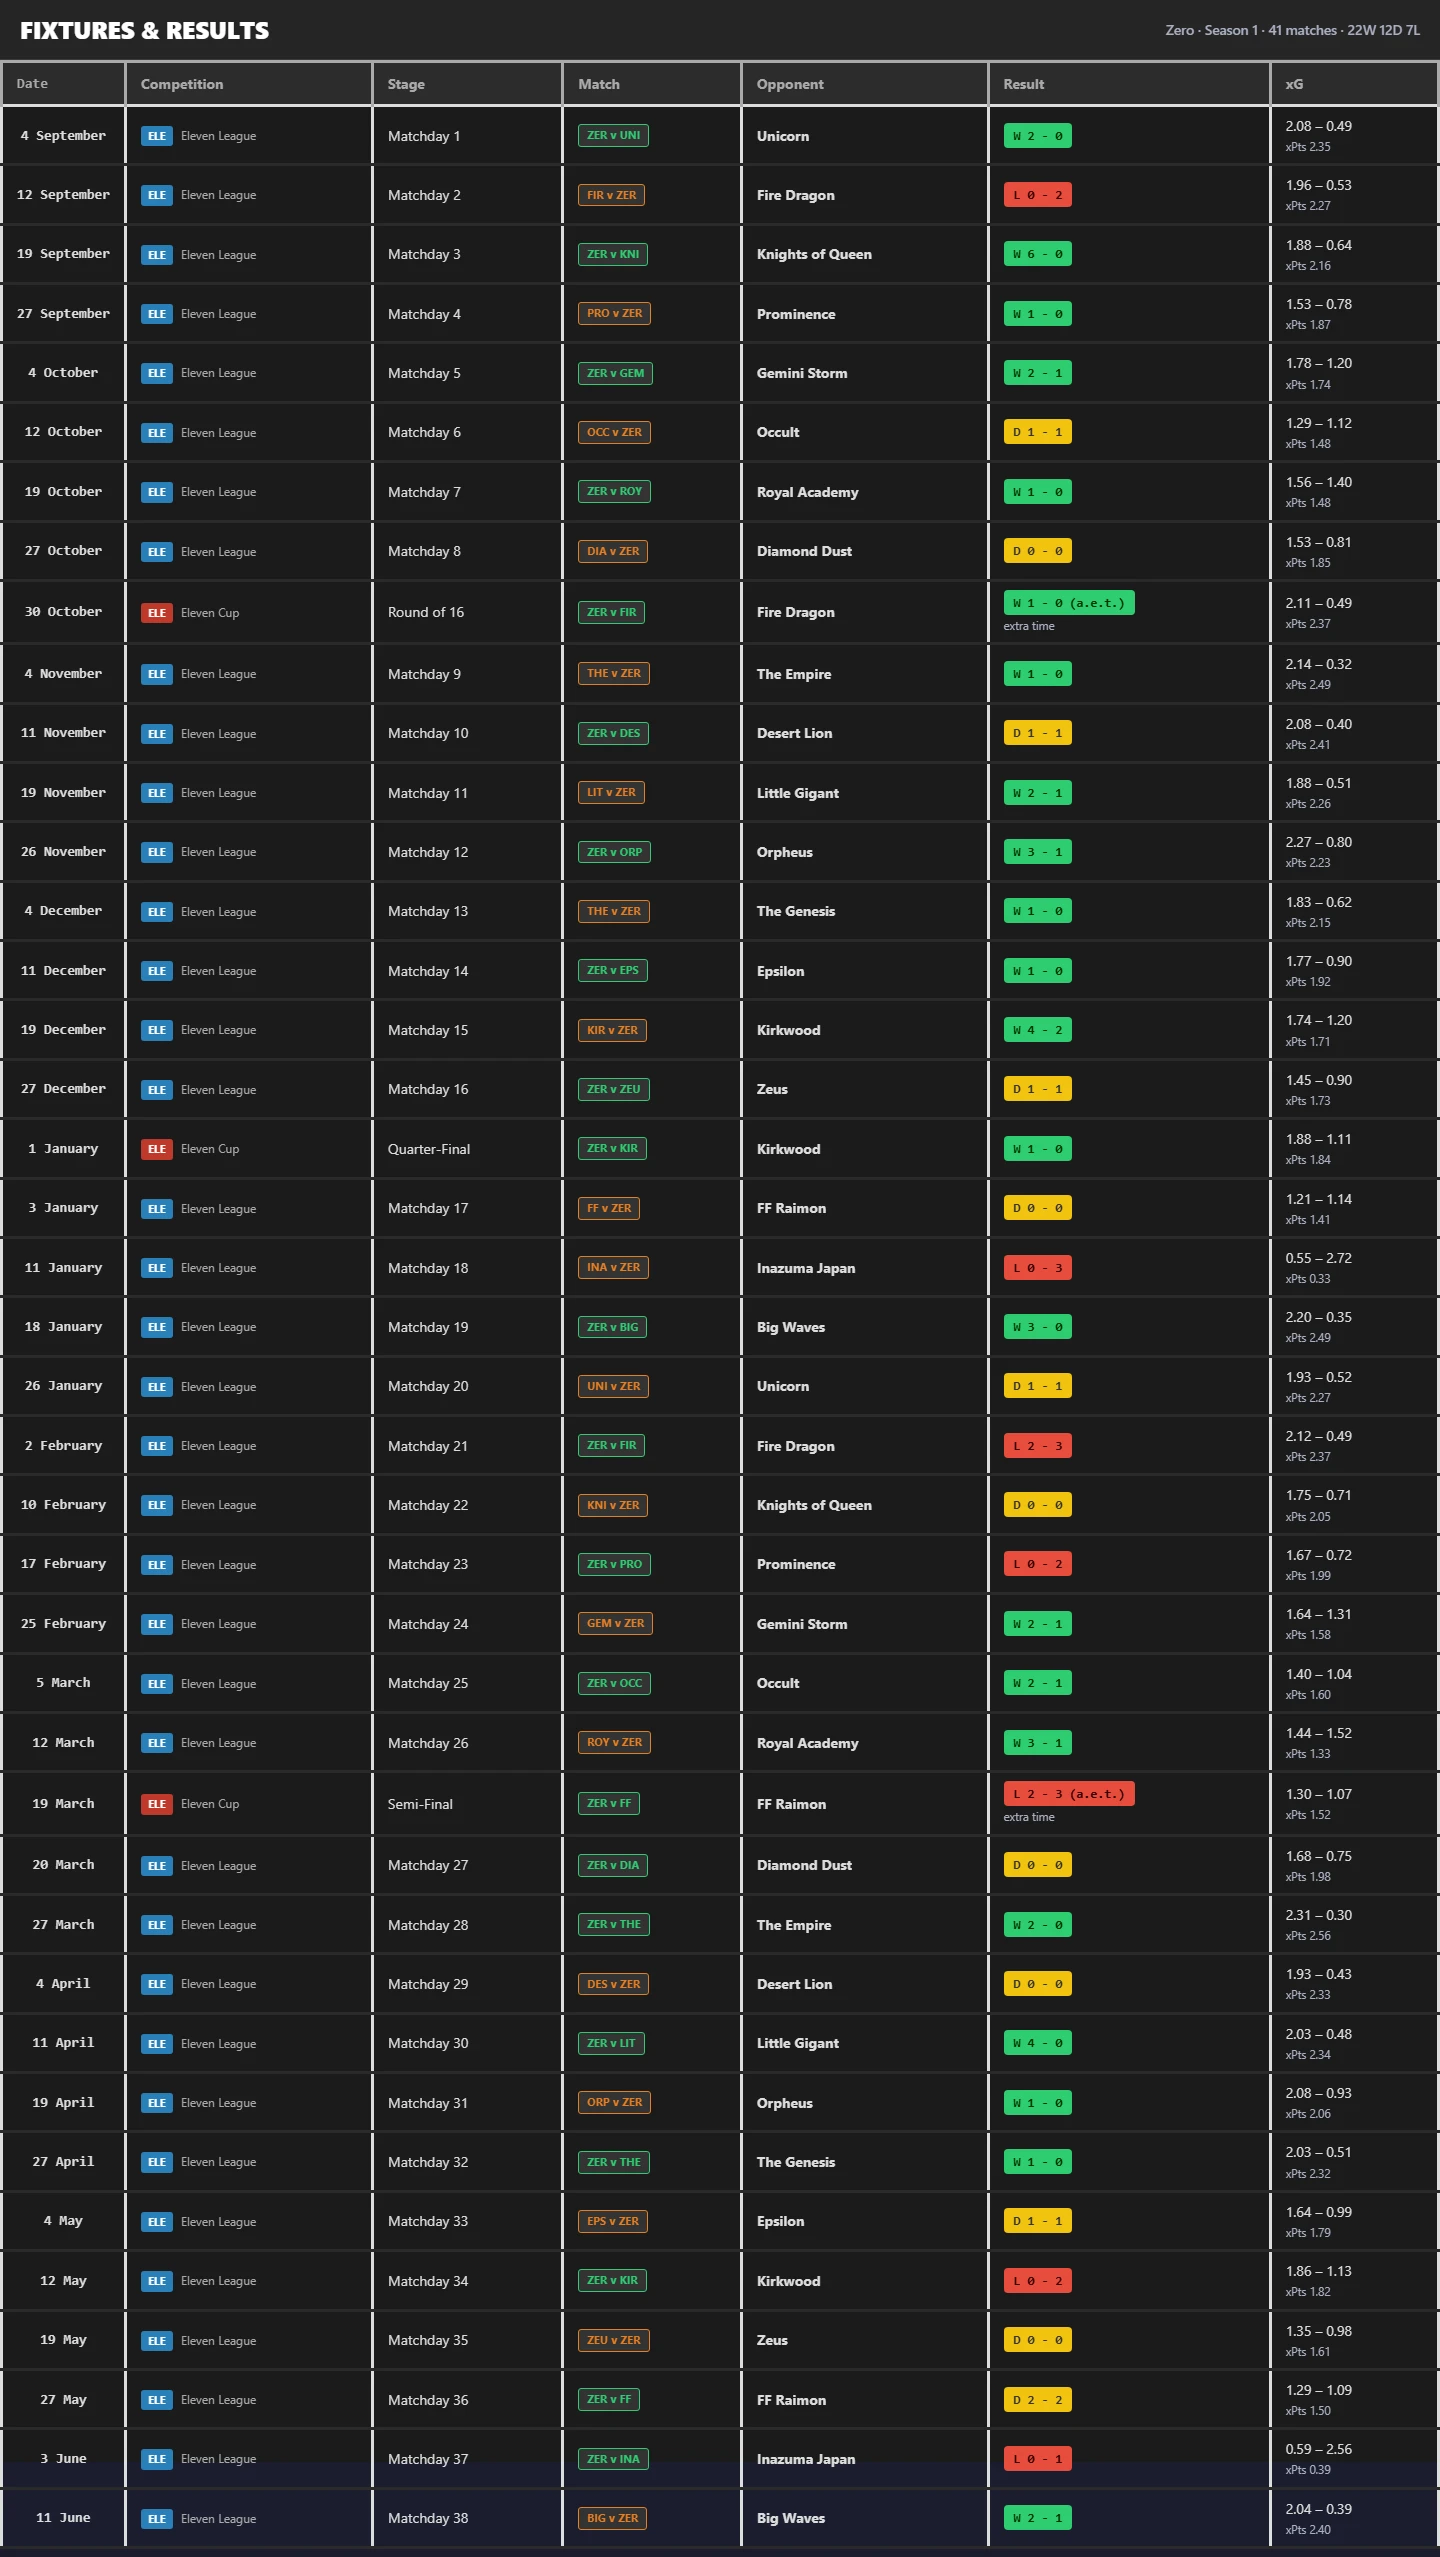 FIXTURES & RESULTS
Zero · Season 1 · 41 matches · 22W 12D 7L
Date Competition Stage Match Opponent Result xG
4 September ELE Eleven League Matchday 1 ZER v UNI Unicorn W 2 - 0 2.08 – 0.49
xPts 2.35
12 September ELE Eleven League Matchday 2 FIR v ZER Fire Dragon L 0 - 2 1.96 – 0.53
xPts 2.27
19 September ELE Eleven League Matchday 3 ZER v KNI Knights of Queen W 6 - 0 1.88 – 0.64
xPts 2.16
27 September ELE Eleven League Matchday 4 PRO v ZER Prominence W 1 - 0 1.53 – 0.78
xPts 1.87
4 October ELE Eleven League Matchday 5 ZER v GEM Gemini Storm W 2 - 1 1.78 – 1.20
xPts 1.74
12 October ELE Eleven League Matchday 6 OCC v ZER Occult D 1 - 1 1.29 – 1.12
xPts 1.48
19 October ELE Eleven League Matchday 7 ZER v ROY Royal Academy W 1 - 0 1.56 – 1.40
xPts 1.48
27 October ELE Eleven League Matchday 8 DIA v ZER Diamond Dust D 0 - 0 1.53 – 0.81
xPts 1.85
30 October ELE Eleven Cup Round of 16 ZER v FIR Fire Dragon W 1 - 0 (a.e.t.) 2.11 – 0.49
extra time xPts 2.37
4 November ELE Eleven League Matchday 9 THE v ZER The Empire W 1 - 0 2.14 – 0.32
xPts 2.49
11 November ELE Eleven League Matchday 10 ZER v DES Desert Lion D 1 - 1 2.08 – 0.40
xPts 2.41
19 November ELE Eleven League Matchday 11 LIT v ZER Little Gigant W 2 - 1 1.88 – 0.51
xPts 2.26
26 November ELE Eleven League Matchday 12 ZER v ORP Orpheus W 3 - 1 2.27 – 0.80
xPts 2.23
4 December ELE Eleven League Matchday 13 THE v ZER The Genesis W 1 - 0 1.83 – 0.62
xPts 2.15
11 December ELE Eleven League Matchday 14 ZER v EPS Epsilon W 1 - 0 1.77 – 0.90
xPts 1.92
19 December ELE Eleven League Matchday 15 KIR v ZER Kirkwood W 4 - 2 1.74 – 1.20
xPts 1.71
27 December ELE Eleven League Matchday 16 ZER v ZEU Zeus D 1 - 1 1.45 – 0.90
xPts 1.73
1 January ELE Eleven Cup Quarter-Final ZER v KIR Kirkwood W 1 - 0 1.88 – 1.11
xPts 1.84
3 January ELE Eleven League Matchday 17 FF v ZER FF Raimon D 0 - 0 1.21 – 1.14
xPts 1.41
11 January ELE Eleven League Matchday 18 INA v ZER Inazuma Japan L 0 - 3 0.55 – 2.72
xPts 0.33
18 January ELE Eleven League Matchday 19 ZER v BIG Big Waves W 3 - 0 2.20 – 0.35
xPts 2.49
26 January ELE Eleven League Matchday 20 UNI v ZER Unicorn D 1 - 1 1.93 – 0.52
xPts 2.27
2 February ELE Eleven League Matchday 21 ZER v FIR Fire Dragon L 2 - 3 2.12 – 0.49
xPts 2.37
10 February ELE Eleven League Matchday 22 KNI v ZER Knights of Queen D 0 - 0 1.75 – 0.71
xPts 2.05
17 February ELE Eleven League Matchday 23 ZER v PRO Prominence L 0 - 2 1.67 – 0.72
xPts 1.99
25 February ELE Eleven League Matchday 24 GEM v ZER Gemini Storm W 2 - 1 1.64 – 1.31
xPts 1.58
5 March ELE Eleven League Matchday 25 ZER v OCC Occult W 2 - 1 1.40 – 1.04
xPts 1.60
12 March ELE Eleven League Matchday 26 ROY v ZER Royal Academy W 3 - 1 1.44 – 1.52
xPts 1.33
19 March ELE Eleven Cup Semi-Final ZER v FF FF Raimon L 2 - 3 (a.e.t.) 1.30 – 1.07
extra time xPts 1.52
20 March ELE Eleven League Matchday 27 ZER v DIA Diamond Dust D 0 - 0 1.68 – 0.75
xPts 1.98
27 March ELE Eleven League Matchday 28 ZER v THE The Empire W 2 - 0 2.31 – 0.30
xPts 2.56
4 April ELE Eleven League Matchday 29 DES v ZER Desert Lion D 0 - 0 1.93 – 0.43
xPts 2.33
11 April ELE Eleven League Matchday 30 ZER v LIT Little Gigant W 4 - 0 2.03 – 0.48
xPts 2.34
19 April ELE Eleven League Matchday 31 ORP v ZER Orpheus W 1 - 0 2.08 – 0.93
xPts 2.06
27 April ELE Eleven League Matchday 32 ZER v THE The Genesis W 1 - 0 2.03 – 0.51
xPts 2.32
4 May ELE Eleven League Matchday 33 EPS v ZER Epsilon D 1 - 1 1.64 – 0.99
xPts 1.79
12 May ELE Eleven League Matchday 34 ZER v KIR Kirkwood L 0 - 2 1.86 – 1.13
xPts 1.82
19 May ELE Eleven League Matchday 35 ZEU v ZER Zeus D 0 - 0 1.35 – 0.98
xPts 1.61
27 May ELE Eleven League Matchday 36 ZER v FF FF Raimon D 2 - 2 1.29 – 1.09
xPts 1.50
3 June ELE Eleven League Matchday 37 ZER v INA Inazuma Japan L 0 - 1 0.59 – 2.56
xPts 0.39
11 June ELE Eleven League Matchday 38 BIG v ZER Big Waves W 2 - 1 2.04 – 0.39
xPts 2.40